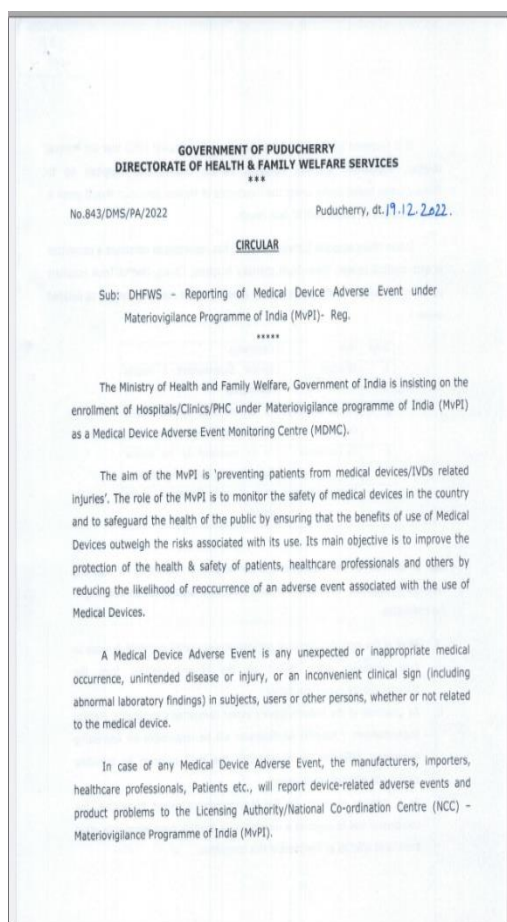 GOVERNMENT OF PUDUCHERRY
DIRECTORATE OF HEALTH & FAMILY WELFARE SERVICES
***
No.843/DMS/PA/2022 Puducherry, dt.19.12.2022.
CIRCULAR
Sub: DHFWS – Reporting of Medical Device Adverse Event under
Materiovigilance Programme of India (MvPI)- Reg.
*****
The Ministry of Health and Family Welfare, Government of India is insisting on the
enrollment of Hospitals/Clinics/PHC under Materiovigilance programme of India (MvPI)
as a Medical Device Adverse Event Monitoring Centre (MDMC).
The aim of the MvPI is 'preventing patients from medical devices/IVDs related
injuries'. The role of the MvPI is to monitor the safety of medical devices in the country
and to safeguard the health of the public by ensuring that the benefits of use of Medical
Devices outweigh the risks associated with its use. Its main objective is to improve the
protection of the health & safety of patients, healthcare professionals and others by
reducing the likelihood of reoccurrence of an adverse event associated with the use of
Medical Devices.
A Medical Device Adverse Event is any unexpected or inappropriate medical
occurrence, unintended disease or injury, or an inconvenient clinical sign (including
abnormal laboratory findings) in subjects, users or other persons, whether or not related
to the medical device.
In case of any Medical Device Adverse Event, the manufacturers, importers,
healthcare professionals, Patients etc., will report device-related adverse events and
product problems to the Licensing Authority/National Co-ordination Centre (NCC) –
Materiovigilance Programme of India (MvPI).